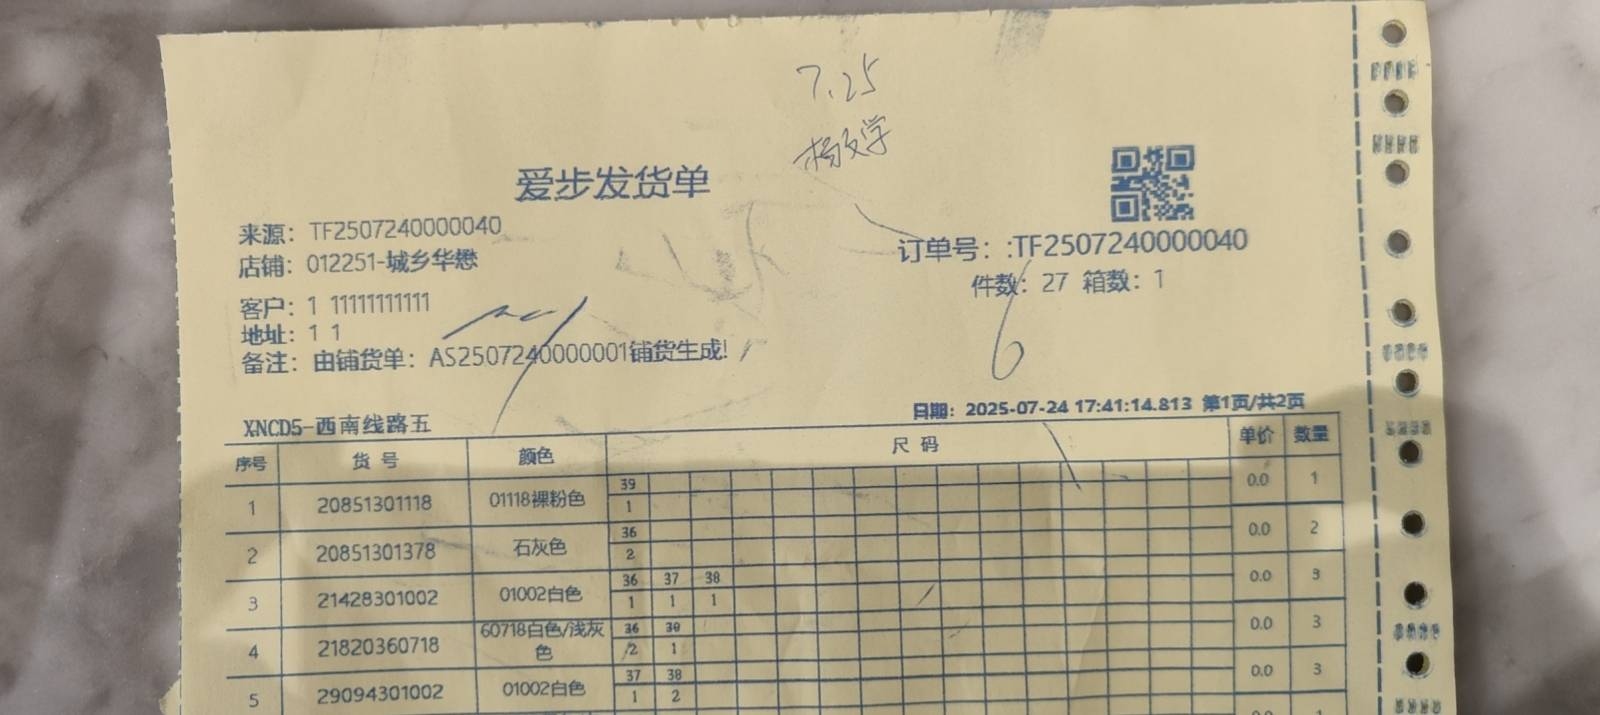 7.25
杨文学
爱步发货单
来源：TF2507240000040
店铺：012251-城乡华懋
订单号：:TF2507240000040
件数：27 箱数：1
客户：1 11111111111
地址：1 1
备注：由铺货单：AS2507240000001铺货生成!
6
日期：2025-07-24 17:41:14.813 第1页/共2页
XNCD5-西南线路五
序号 货号 颜色 尺码 单价 数量
39
1 20851301118 01118裸粉色 1 0.0 1
36
2 20851301378 石灰色 2 0.0 2
36 37 38
3 21428301002 01002白色 1 1 1 0.0 3
36 38
4 21820360718 60718白色/浅灰色 2 1 0.0 3
37 38
5 29094301002 01002白色 1 2 0.0 3